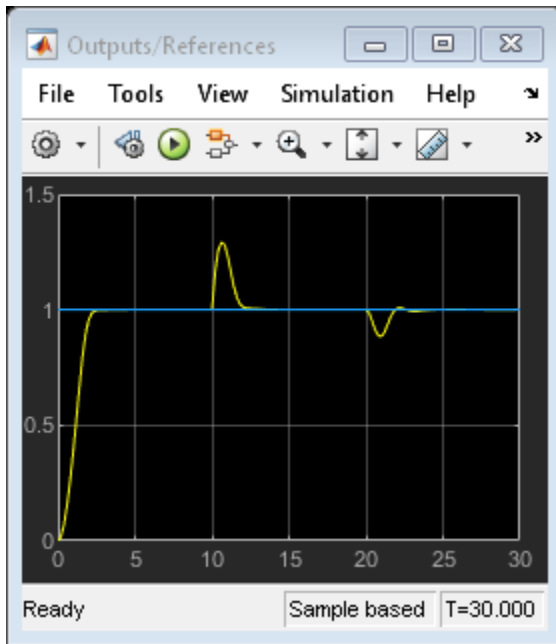 Outputs/References
File Tools View Simulation Help
1.5
1
0.5
0
0 5 10 15 20 25 30
Ready Sample based T=30.000